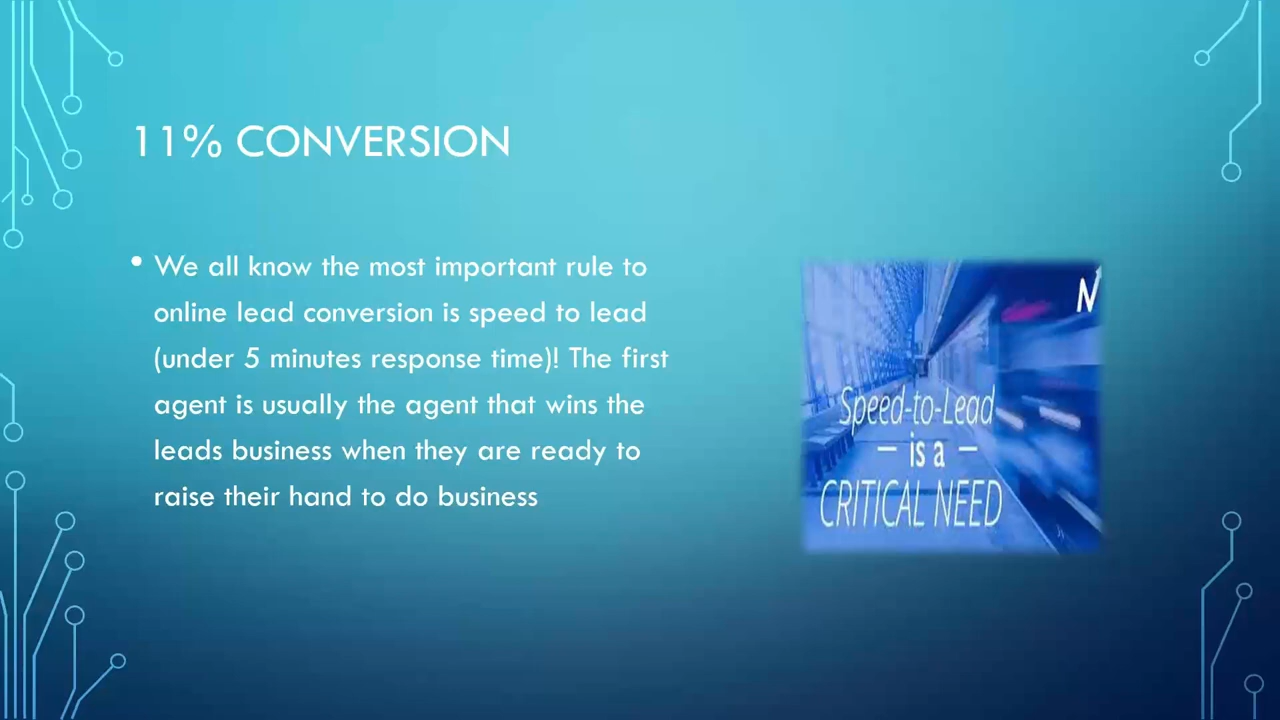 11% CONVERSION
• We all know the most important rule to
online lead conversion is speed to lead
(under 5 minutes response time)! The first
agent is usually the agent that wins the
leads business when they are ready to
raise their hand to do business
N
Speed-to-Lead
— is a —
CRITICAL NEED